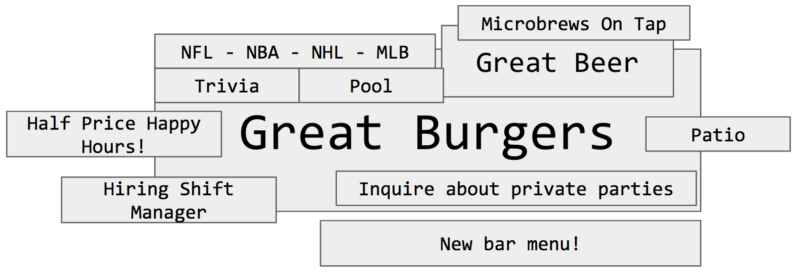 Microbrews On Tap
NFL - NBA - NHL - MLB
Great Beer
Trivia
Pool
Half Price Happy
Hours!
Great Burgers
Patio
Hiring Shift
Manager
Inquire about private parties
New bar menu!